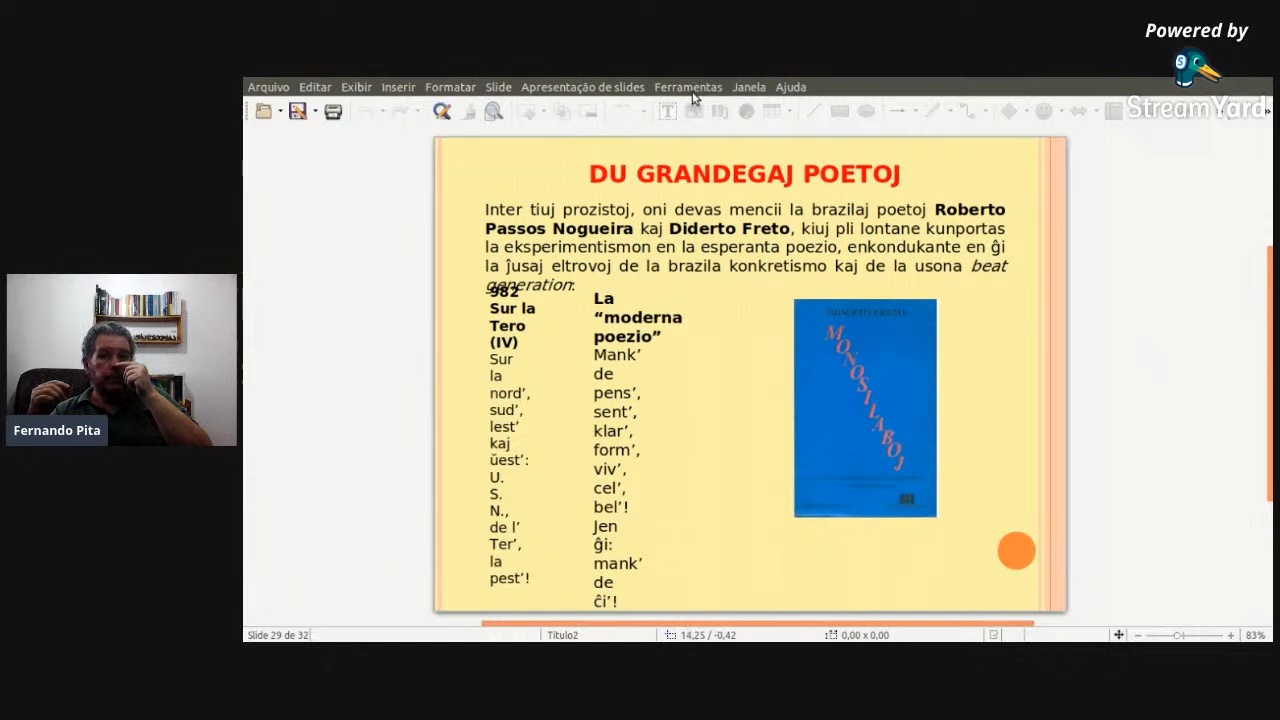 Powered by
StreamYard
Arquivo Editar Exibir Inserir Formatar Slide Apresentação de slides Ferramentas Janela Ajuda
DU GRANDEGAJ POETOJ
Inter tiuj prozistoj, oni devas mencii la brazilaj poetoj Roberto
Passos Nogueira kaj Diderto Freto, kiuj pli lontane kunportas
la eksperimentismon en la esperanta poezio, enkondukante en ĝi
la ĵusaj eltrovoj de la brazila konkretismo kaj de la usona beat
generation:
982
Sur la
Tero
(IV)
Sur
la
nord’,
sud’,
lest’
kaj
ŭest’:
U.
S.
N.,
de l’
Ter’,
la
pest’!
La
“moderna
poezio”
Mank’
de
pens’,
sent’,
klar’,
form’,
viv’,
cel’,
bel’!
Jen
ĝi:
mank’
de
ĉi’!
DIDERTO FRETO
MONOSILABOJ
Fernando Pita
Slide 29 de 32 Título2 14,25 / -0,42 0,00 x 0,00 83%